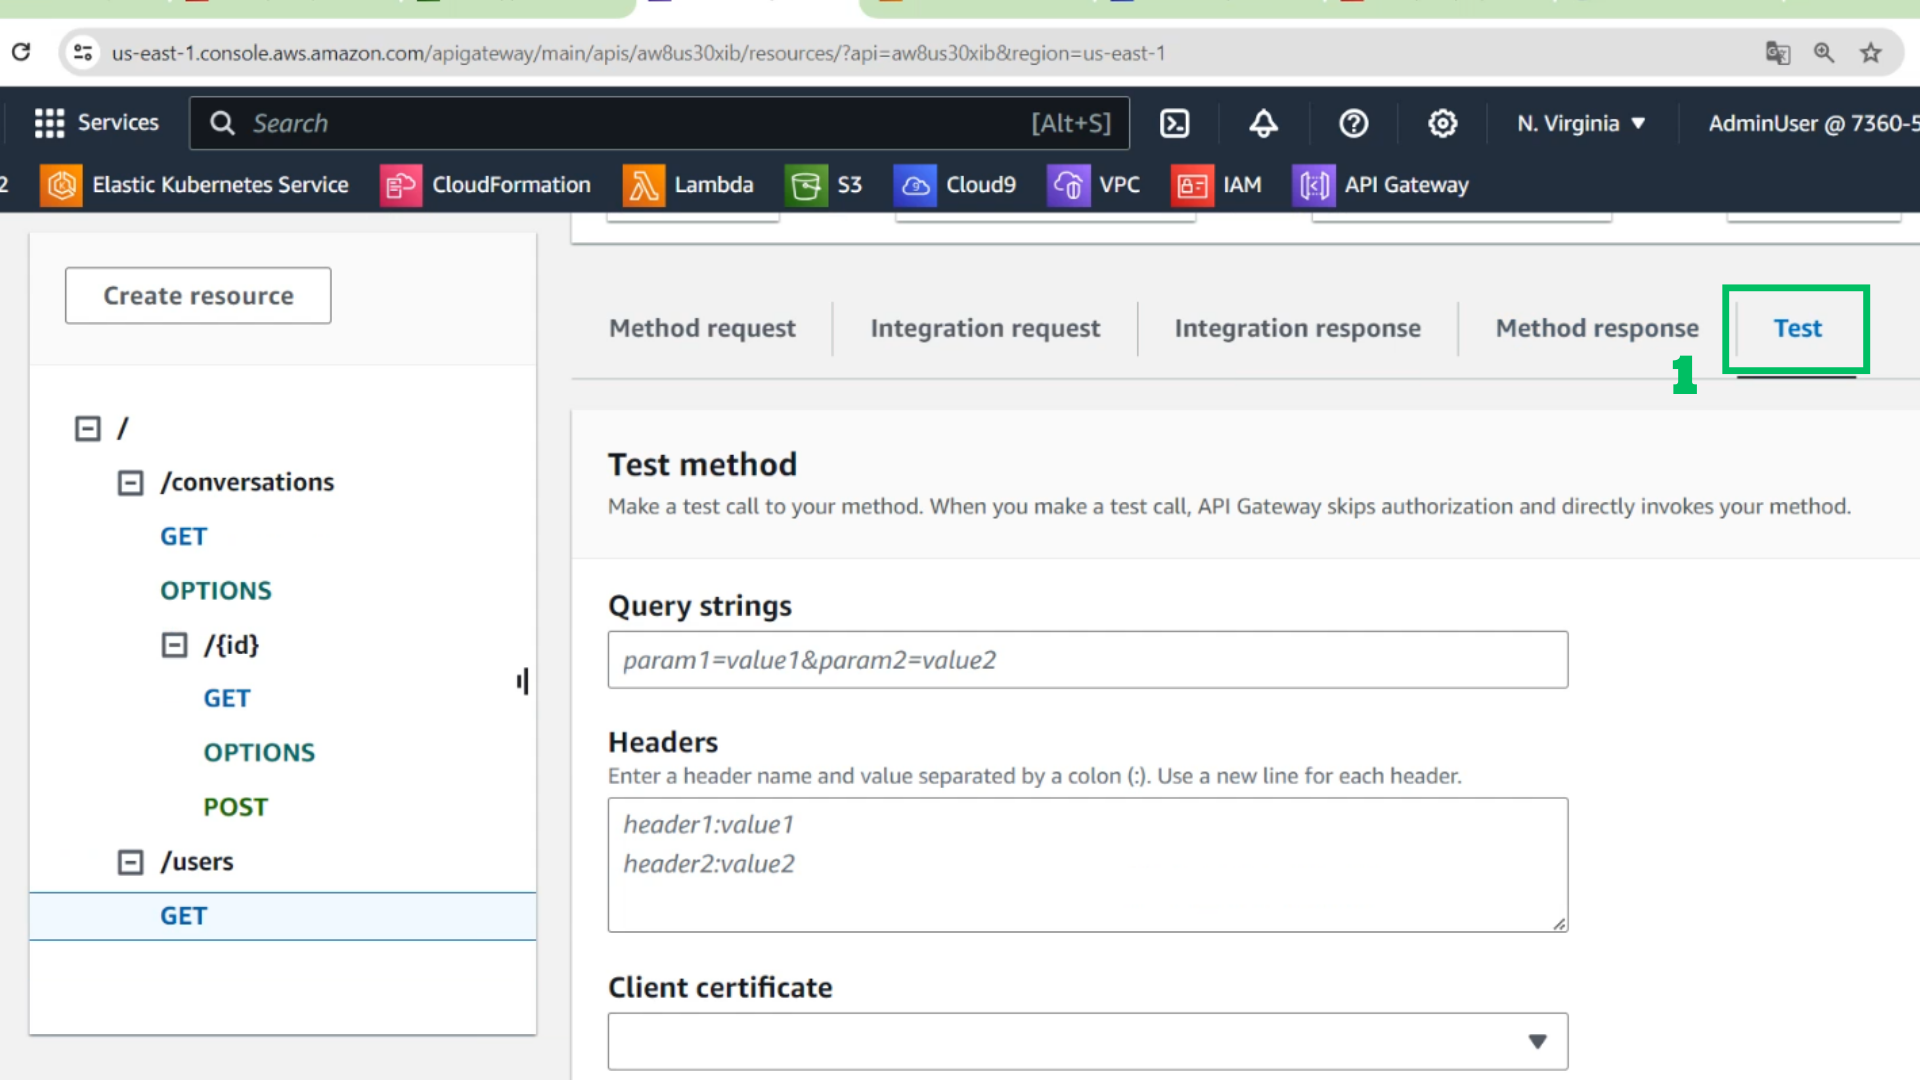 us-east-1.console.aws.amazon.com/apigateway/main/apis/aw8us30xib/resources/?api=aw8us30xib&region=us-east-1
Services
Search
[Alt+S]
N. Virginia ▼
AdminUser @ 7360-5
2
Elastic Kubernetes Service
CloudFormation
Lambda
S3
Cloud9
VPC
IAM
API Gateway
Create resource
/
/conversations
GET
OPTIONS
/{id}
GET
OPTIONS
POST
/users
GET
Method request
Integration request
Integration response
Method response
Test
1
Test method
Make a test call to your method. When you make a test call, API Gateway skips authorization and directly invokes your method.
Query strings
param1=value1&param2=value2
Headers
Enter a header name and value separated by a colon (:). Use a new line for each header.
header1:value1
header2:value2
Client certificate